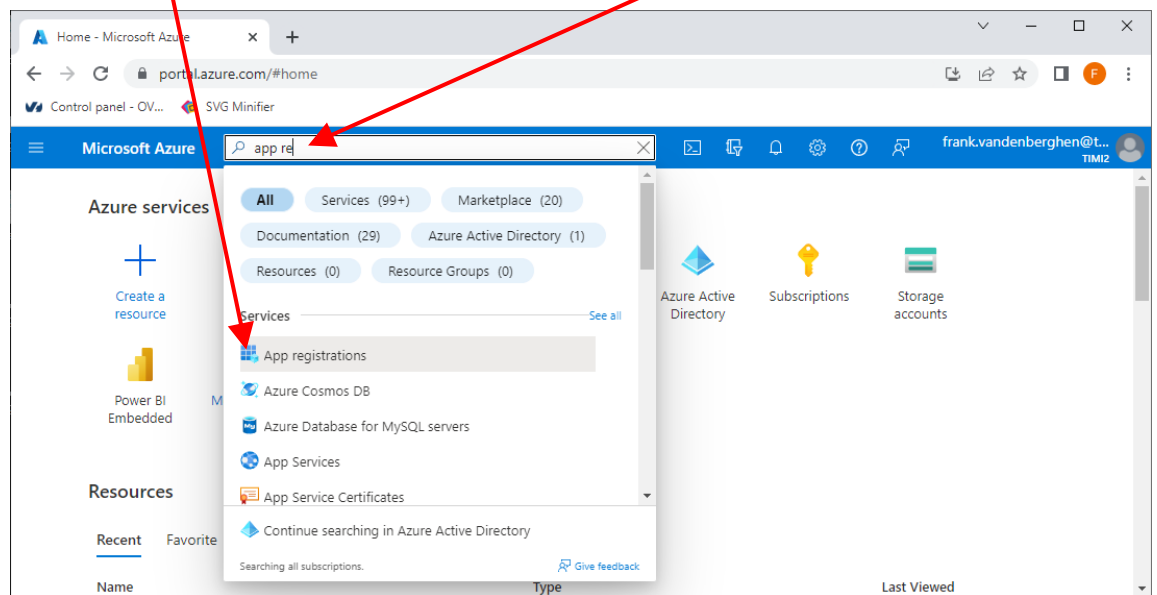 Home - Microsoft Azure
portal.azure.com/#home
Control panel - OV... SVG Minifier
Microsoft Azure
app re
frank.vandenberghen@t...
TIMI2
Azure services
All Services (99+) Marketplace (20)
Documentation (29) Azure Active Directory (1)
Resources (0) Resource Groups (0)
Create a
resource
Azure Active
Directory
Subscriptions
Storage
accounts
Services See all
App registrations
Azure Cosmos DB
Azure Database for MySQL servers
App Services
App Service Certificates
Power BI
Embedded
M
Resources
Continue searching in Azure Active Directory
Recent Favorite
Searching all subscriptions. Give feedback
Name Type Last Viewed